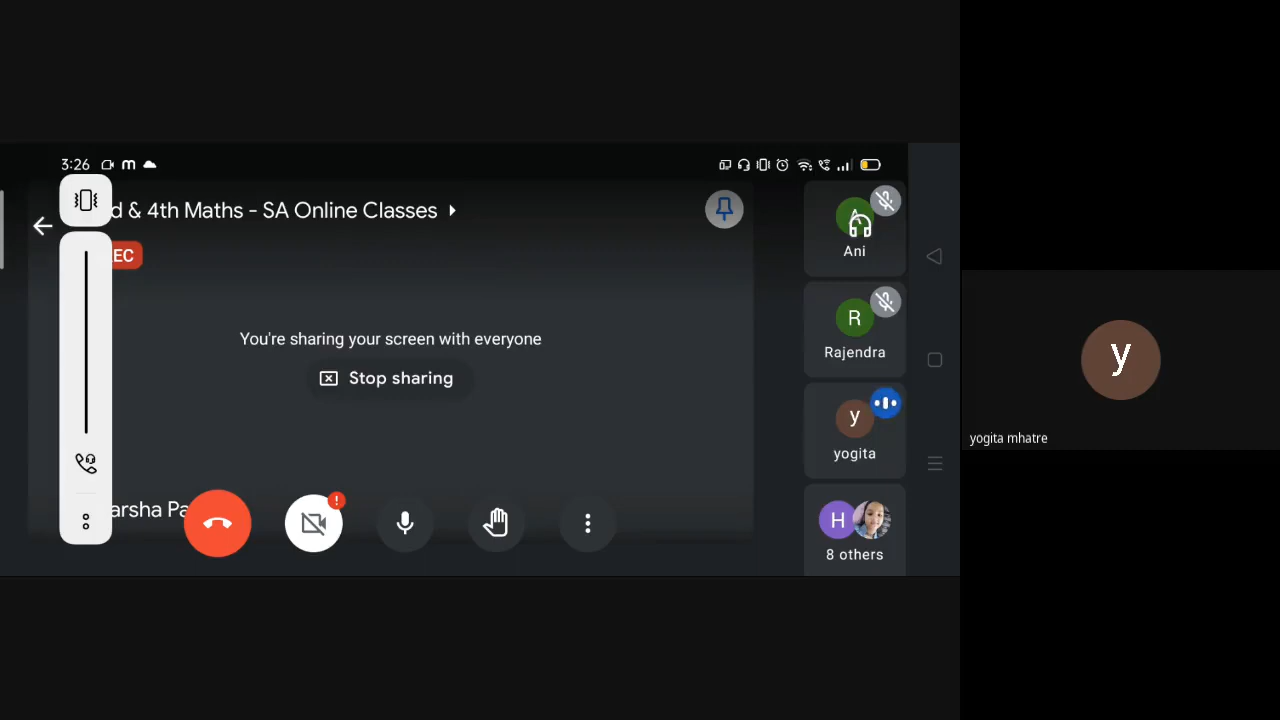 3:26
d & 4th Maths - SA Online Classes
EC
You're sharing your screen with everyone
Stop sharing
arsha Pa
A
Ani
R
Rajendra
y
yogita
H
8 others
y
yogita mhatre